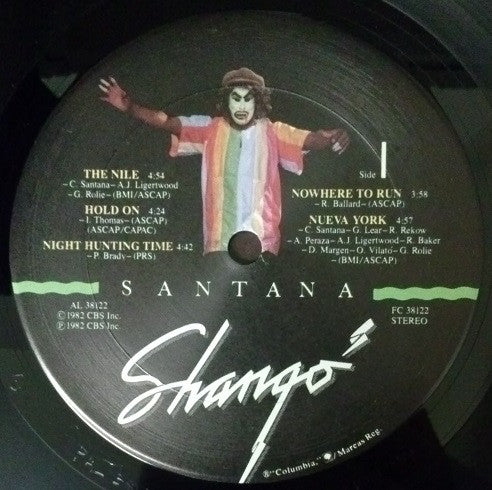 THE NILE 4:54
–C. Santana - A.J. Ligertwood
–G. Rolie– (BMI/ASCAP)
HOLD ON 4:24
–I. Thomas– (ASCAP)
(ASCAP/CAPAC)
NIGHT HUNTING TIME 4:42
–P. Brady– (PRS)
Side 1
NOWHERE TO RUN 3:58
–R. Ballard– (ASCAP)
NUEVA YORK 4:57
–C. Santana - G. Lear - R. Rekow
–A. Peraza - A.J. Ligertwood - R. Baker
–D. Margen - O. Vilató - G. Rolie
–(BMI/ASCAP)
SANTANA
AL 38122
©1982 CBS Inc.
℗1982 CBS Inc.
FC 38122
STEREO
Shangó
®"Columbia," / Marcas Reg.